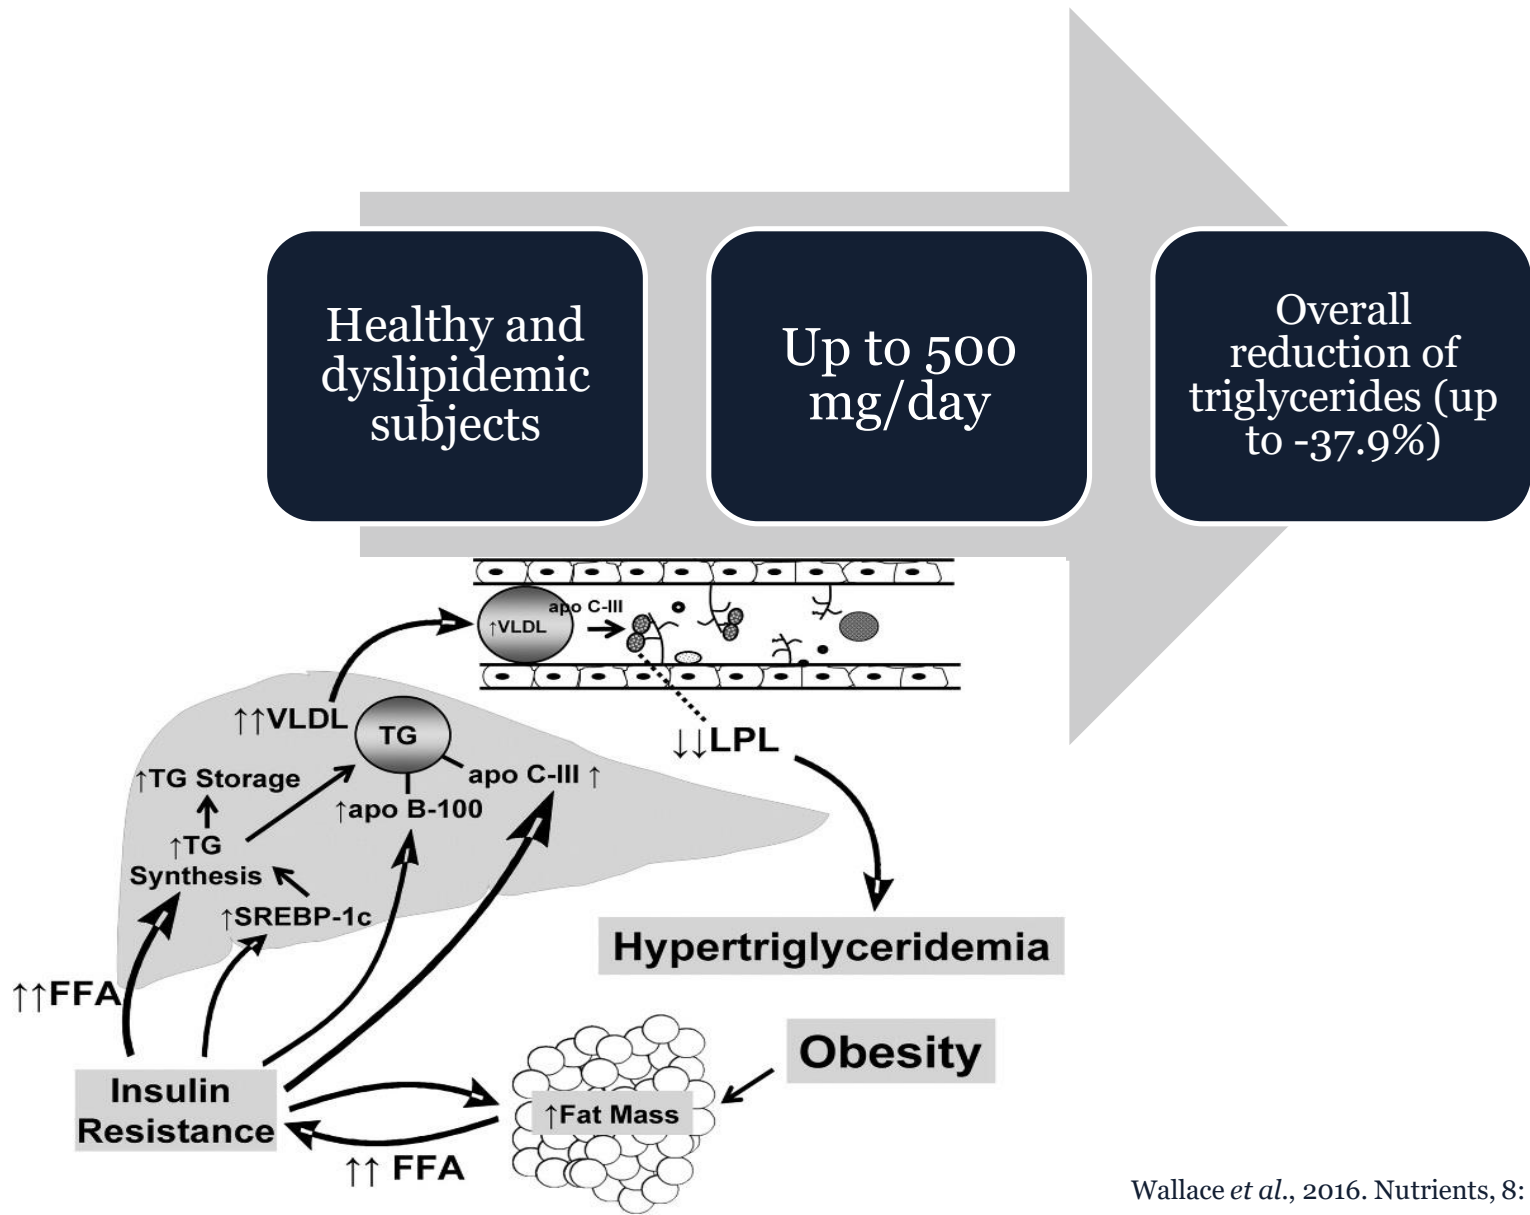 Healthy and
dyslipidemic
subjects
Up to 500
mg/day
Overall
reduction of
triglycerides (up
to -37.9%)
apo C-III
↑VLDL
↑↑VLDL
TG
↓↓LPL
↑TG Storage
apo C-III ↑
↑apo B-100
↑TG
Synthesis
↑SREBP-1c
Hypertriglyceridemia
↑↑FFA
Obesity
Insulin
Resistance
↑Fat Mass
↑↑ FFA
Wallace et al., 2016. Nutrients, 8: